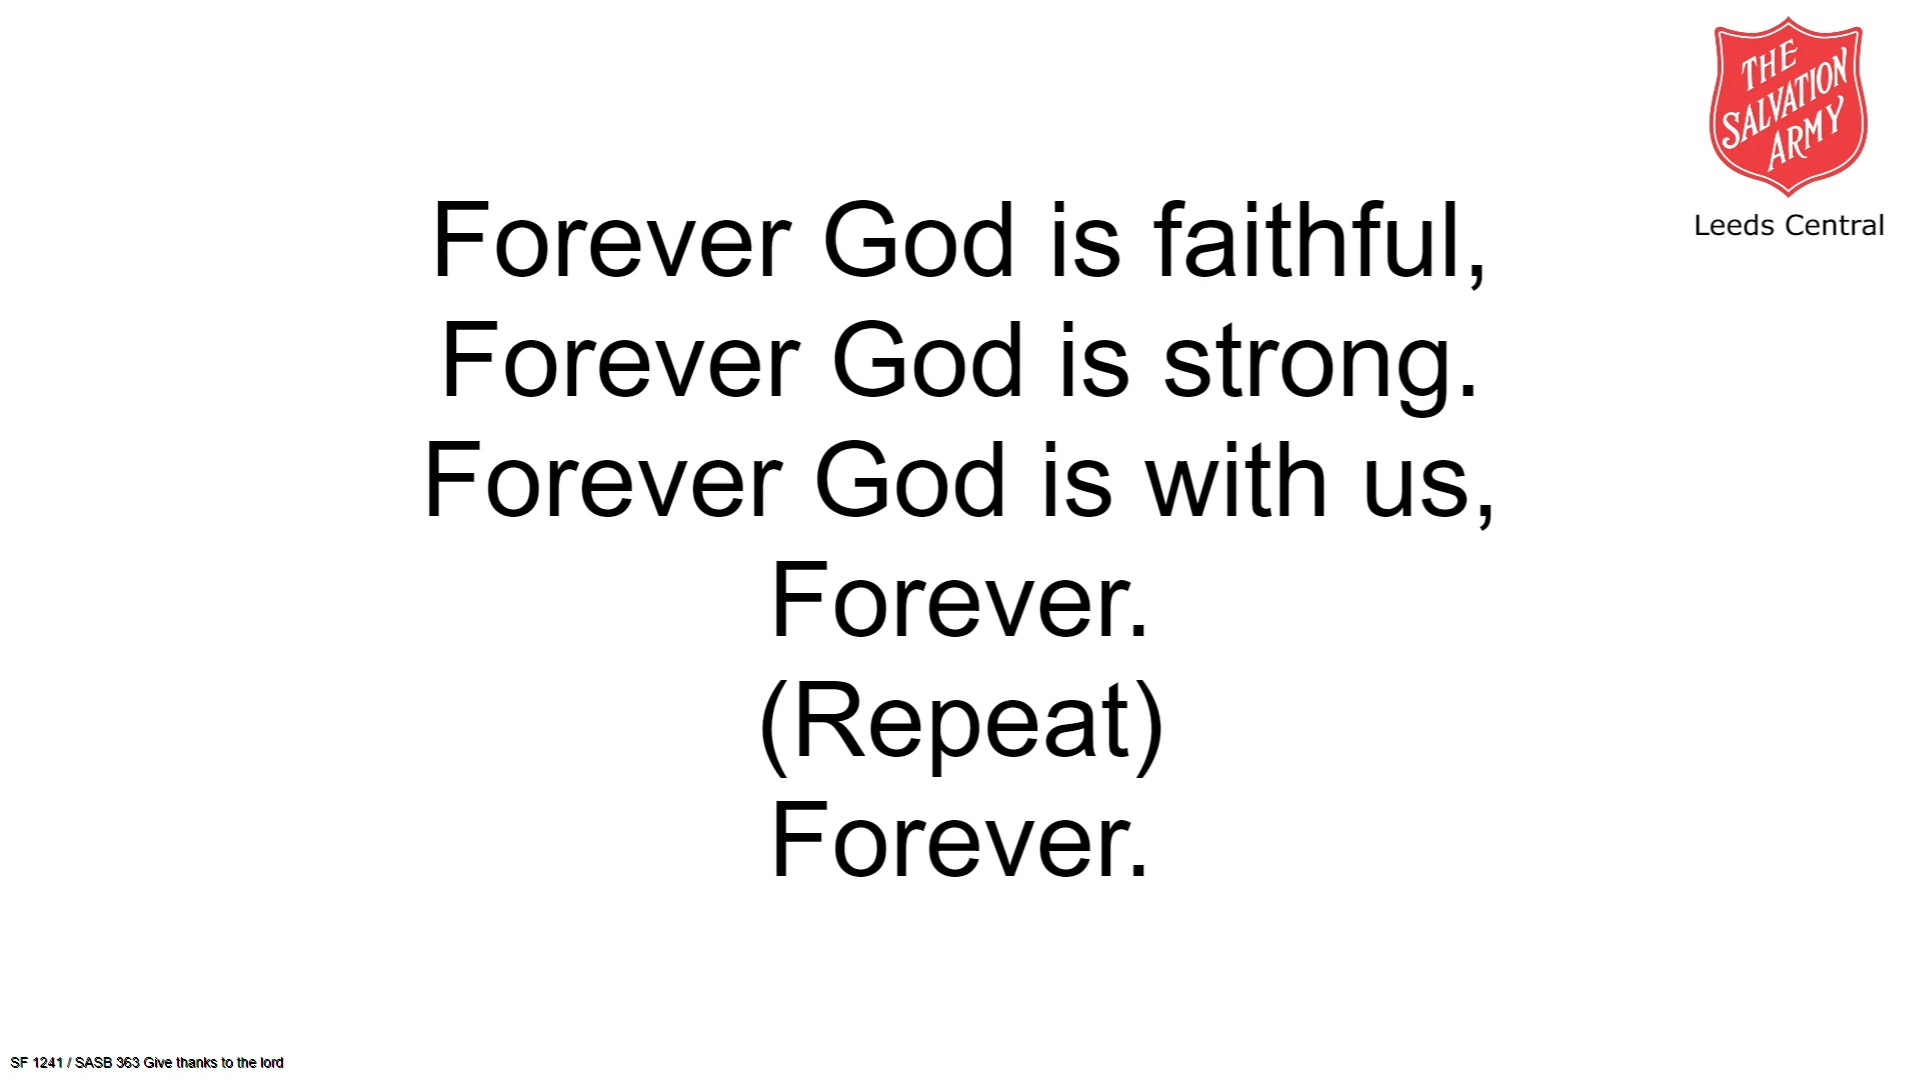 THE
SALVATION
ARMY
Leeds Central
Forever God is faithful,
Forever God is strong.
Forever God is with us,
Forever.
(Repeat)
Forever.
SF 1241 / SASB 363 Give thanks to the lord